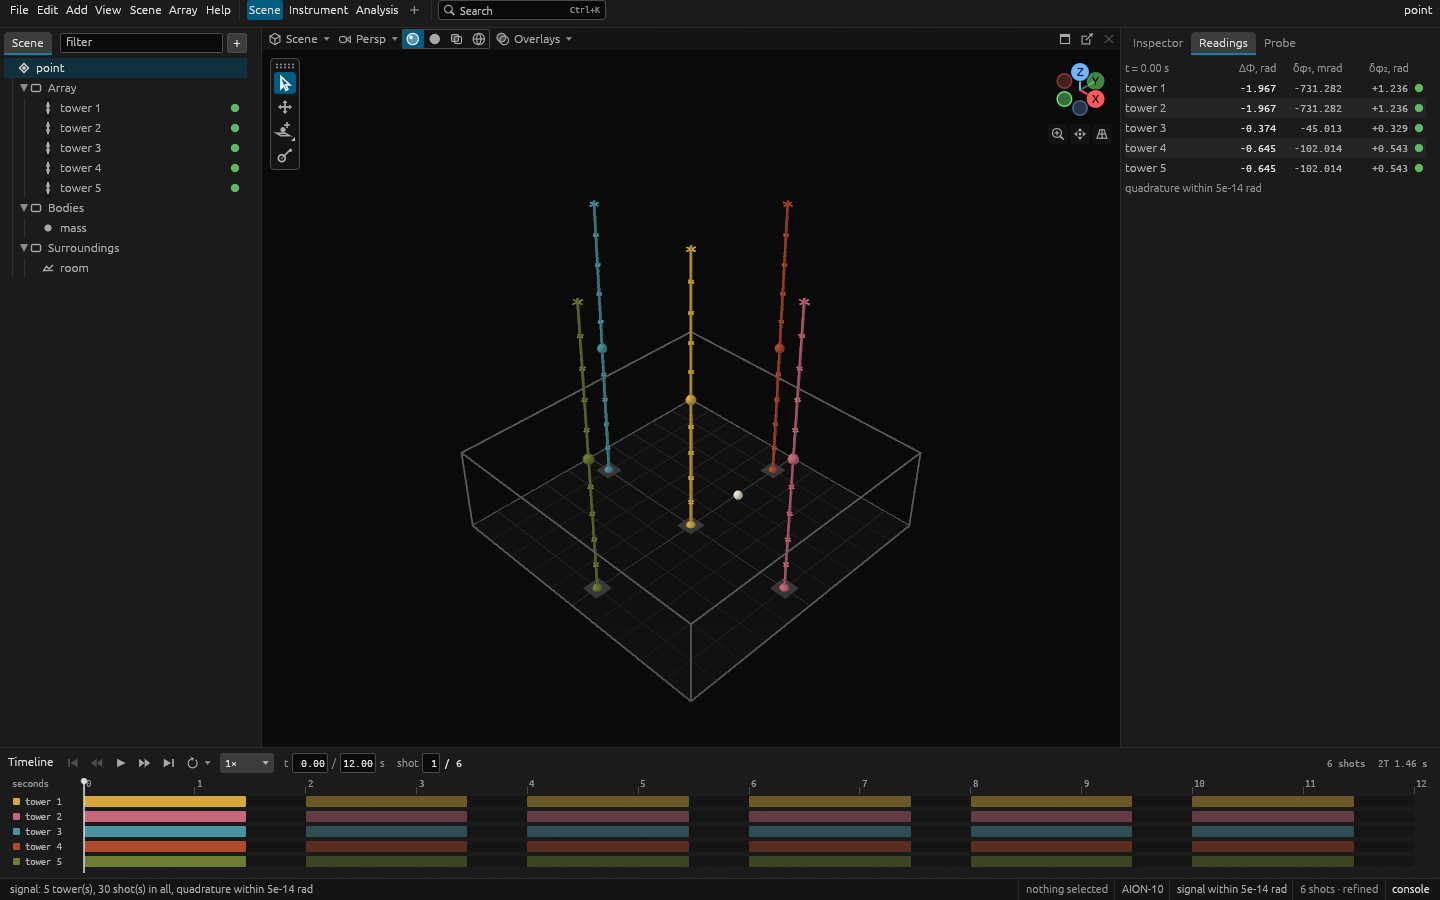 File Edit Add View Scene Array Help Scene Instrument Analysis + Search Ctrl+K point
Scene filter +
Scene Persp Overlays
Inspector Readings Probe
point
Array
tower 1
tower 2
tower 3
tower 4
tower 5
Bodies
mass
Surroundings
room
Z
Y
X
t = 0.00 s ΔΦ, rad δφ₁, mrad δφ₂, rad
tower 1 -1.967 -731.282 +1.236
tower 2 -1.967 -731.282 +1.236
tower 3 -0.374 -45.013 +0.329
tower 4 -0.645 -102.014 +0.543
tower 5 -0.645 -102.014 +0.543
quadrature within 5e-14 rad
Timeline 1× t 0.00 / 12.00 s shot 1 / 6 6 shots 2T 1.46 s
seconds 0 1 2 3 4 5 6 7 8 9 10 11 12
tower 1
tower 2
tower 3
tower 4
tower 5
signal: 5 tower(s), 30 shot(s) in all, quadrature within 5e-14 rad
nothing selected AION-10 signal within 5e-14 rad 6 shots · refined console